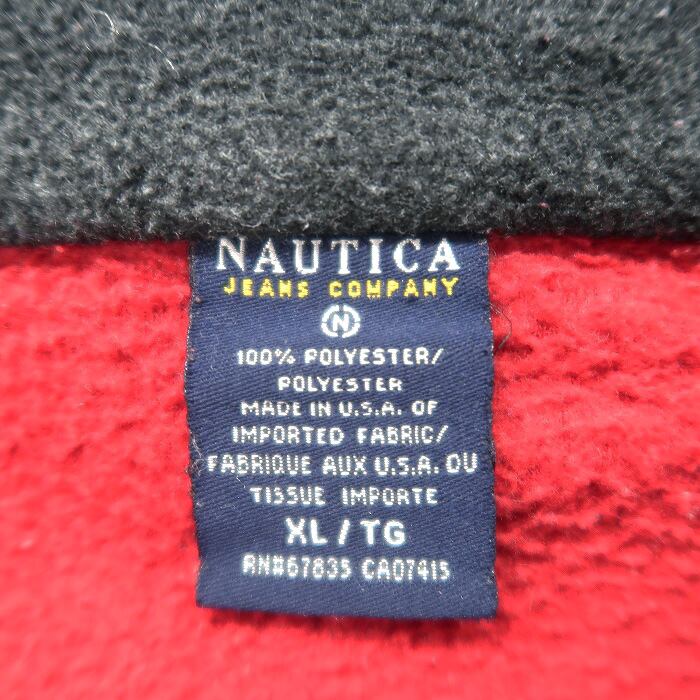 NAUTICA
JEANS COMPANY
N
100% POLYESTER/
POLYESTER
MADE IN U.S.A. OF
IMPORTED FABRIC/
FABRIQUE AUX U.S.A. OU
TISSUE IMPORTE
XL / TG
RN#67835 CA07415